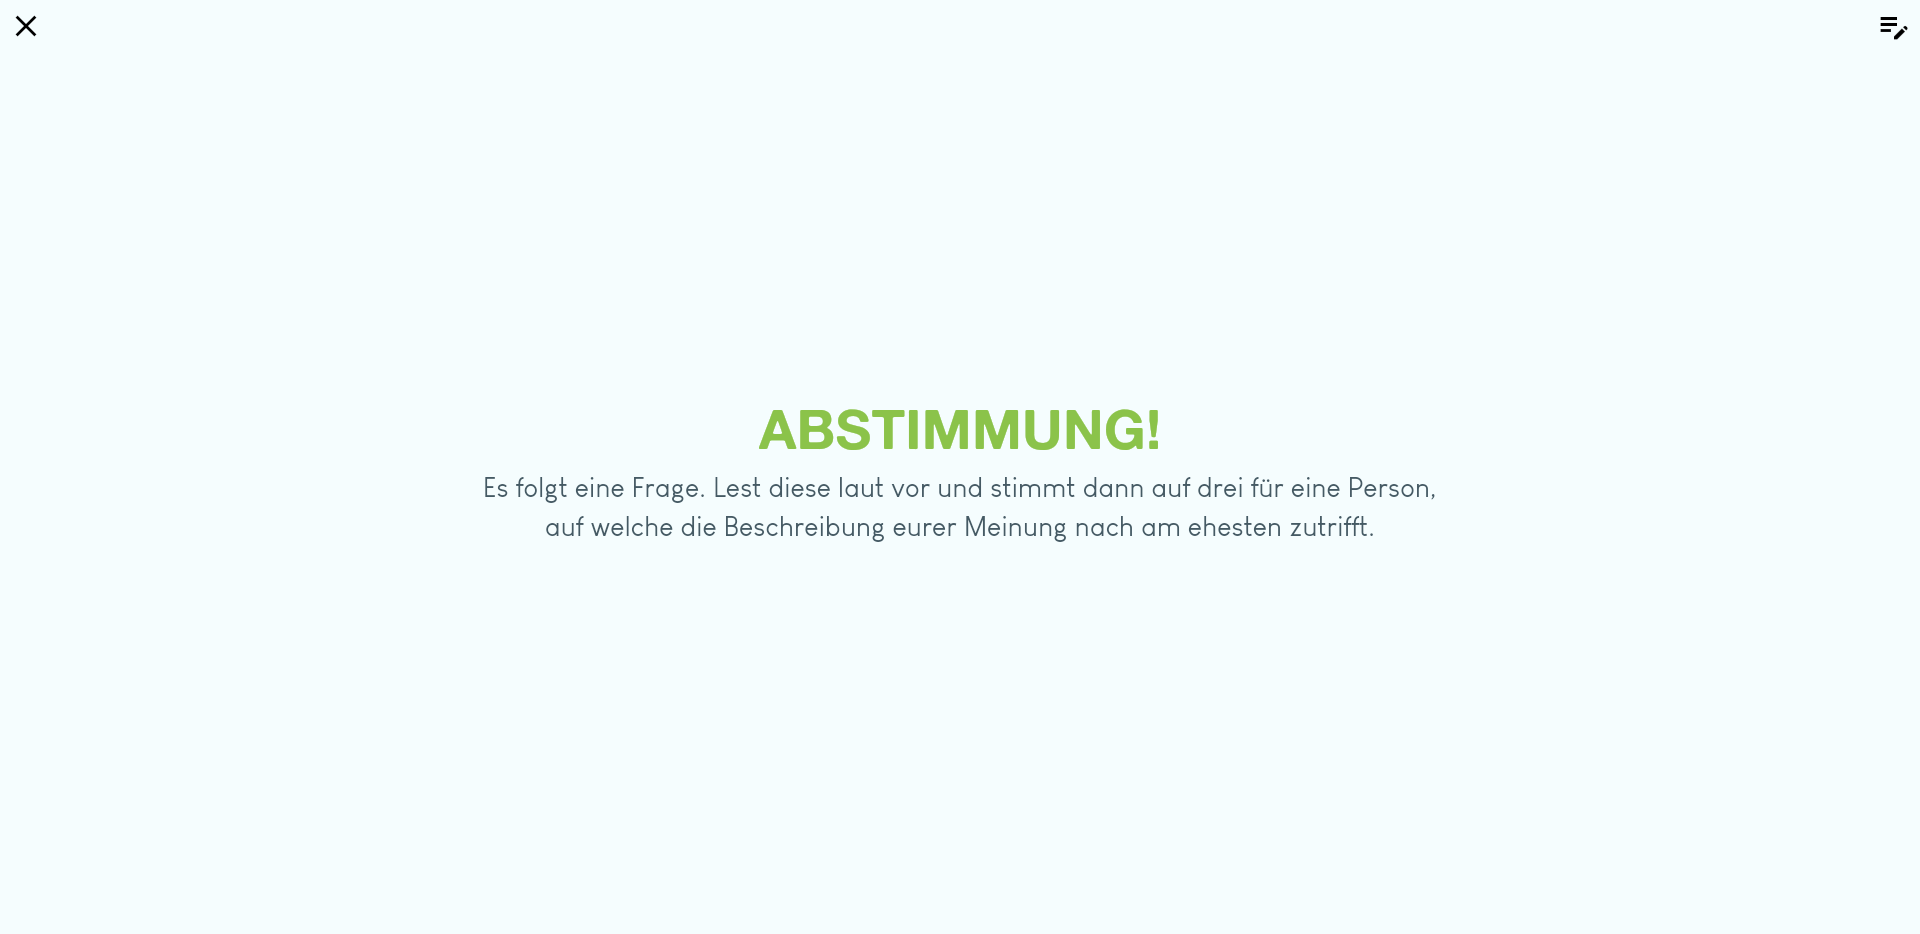 ABSTIMMUNG!
Es folgt eine Frage. Lest diese laut vor und stimmt dann auf drei für eine Person,
auf welche die Beschreibung eurer Meinung nach am ehesten zutrifft.